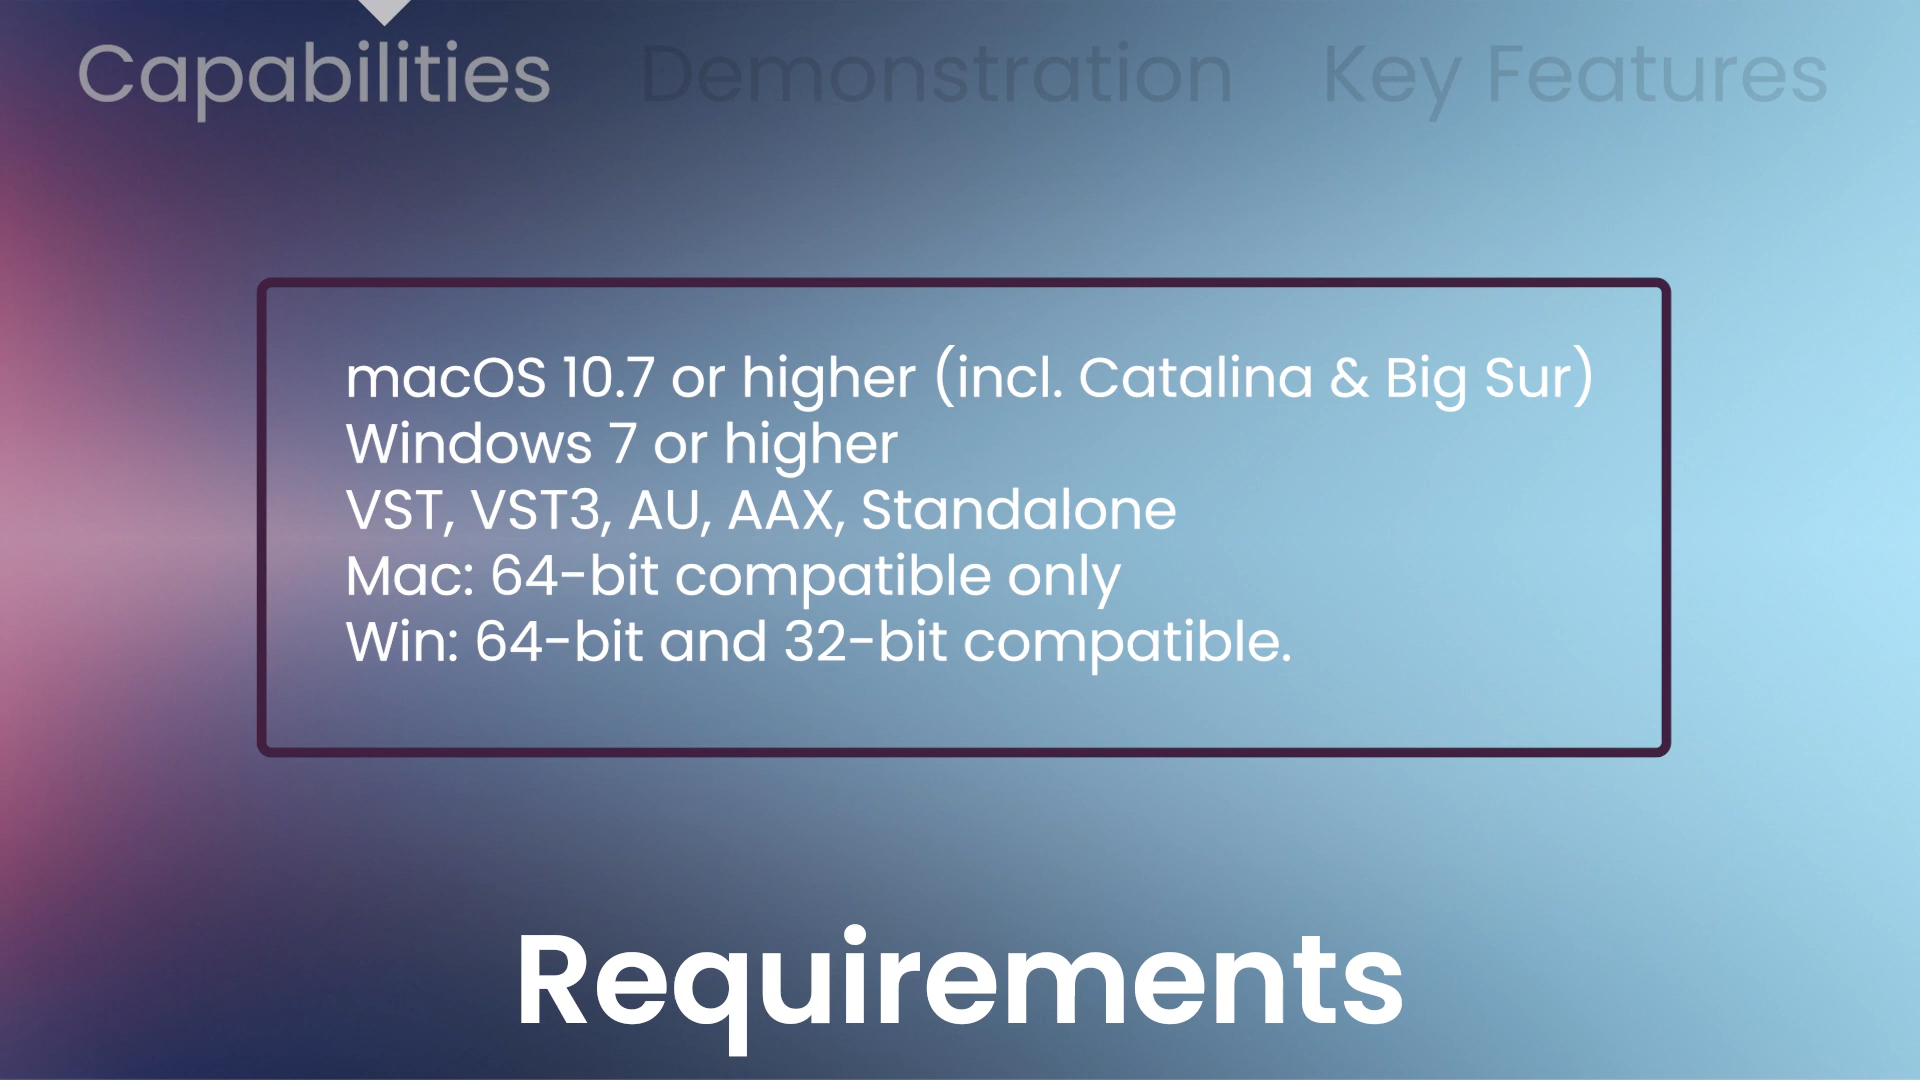 Capabilities Demonstration Key Features
macOS 10.7 or higher (incl. Catalina & Big Sur)
Windows 7 or higher
VST, VST3, AU, AAX, Standalone
Mac: 64-bit compatible only
Win: 64-bit and 32-bit compatible.
Requirements